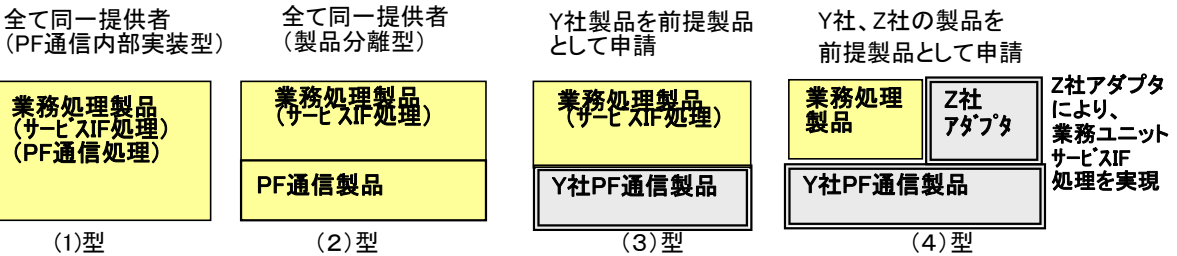 全て同一提供者
(PF通信内部実装型)
業務処理製品
(サービスIF処理)
(PF通信処理)
(1)型
全て同一提供者
(製品分離型)
業務処理製品
(サービスIF処理)
PF通信製品
(2)型
Y社製品を前提製品
として申請
業務処理製品
(サービスIF処理)
Y社PF通信製品
(3)型
Y社、Z社の製品を
前提製品として申請
業務処理
製品
Z社
アダプタ
Y社PF通信製品
Z社アダプタ
により、
業務ユニット
サービスIF
処理を実現
(4)型